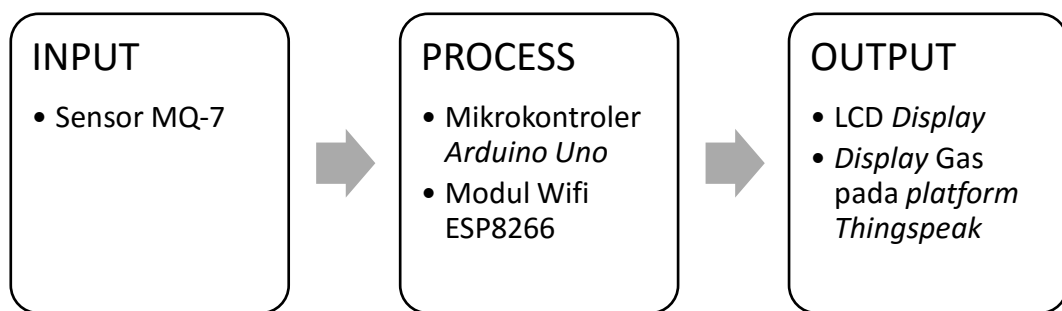 INPUT
• Sensor MQ-7
PROCESS
• Mikrokontroler
Arduino Uno
• Modul Wifi
ESP8266
OUTPUT
• LCD Display
• Display Gas
pada platform
Thingspeak